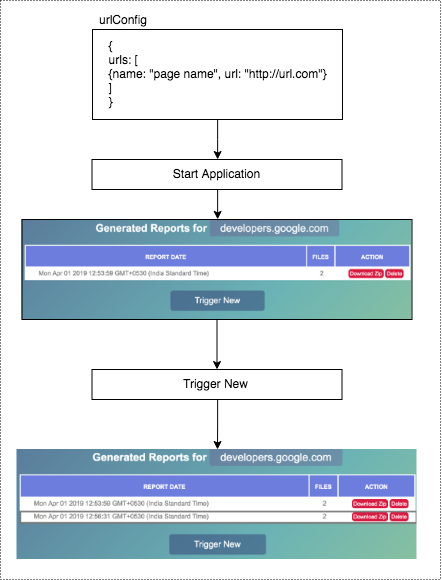 urlConfig
{
urls: [
{name: "page name", url: "http://url.com"}
]
}
Start Application
Generated Reports for developers.google.com
REPORT DATE FILES ACTION
Mon Apr 01 2019 12:53:59 GMT+0530 (India Standard Time) 2 Download Zip Delete
Trigger New
Trigger New
Generated Reports for developers.google.com
REPORT DATE FILES ACTION
Mon Apr 01 2019 12:53:59 GMT+0530 (India Standard Time) 2 Download Zip Delete
Mon Apr 01 2019 12:56:31 GMT+0530 (India Standard Time) 2 Download Zip Delete
Trigger New